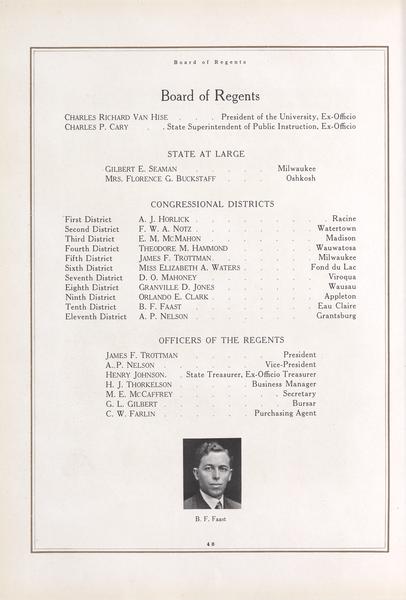 Board of Regents
Board of Regents
CHARLES RICHARD VAN HISE . . . President of the University, Ex-Officio
CHARLES P. CARY . . State Superintendent of Public Instruction, Ex-Officio
STATE AT LARGE
GILBERT E. SEAMAN . . . . . Milwaukee
MRS. FLORENCE G. BUCKSTAFF . . . . Oshkosh
CONGRESSIONAL DISTRICTS
First District A. J. HORLICK . . . . . . . . . Racine
Second District F. W. A. NOTZ . . . . . . . . Watertown
Third District E. M. MCMAHON . . . . . . . . Madison
Fourth District THEODORE M. HAMMOND . . . . . . Wauwatosa
Fifth District JAMES F. TROTTMAN . . . . . . . Milwaukee
Sixth District MISS ELIZABETH A. WATERS . . . . . Fond du Lac
Seventh District D. O. MAHONEY . . . . . . . . Viroqua
Eighth District GRANVILLE D. JONES . . . . . . . Wausau
Ninth District ORLANDO E. CLARK . . . . . . . Appleton
Tenth District B. F. FAAST . . . . . . . . Eau Claire
Eleventh District A. P. NELSON . . . . . . . . Grantsburg
OFFICERS OF THE REGENTS
JAMES F. TROTTMAN . . . . . . President
A. P. NELSON . . . . . . Vice-President
HENRY JOHNSON. . State Treasurer, Ex-Officio Treasurer
H. J. THORKELSON . . . . . Business Manager
M. E. MCCAFFREY . . . . . . Secretary
G. L. GILBERT . . . . . . . Bursar
C. W. FARLIN . . . . . Purchasing Agent
B. F. Faast
48